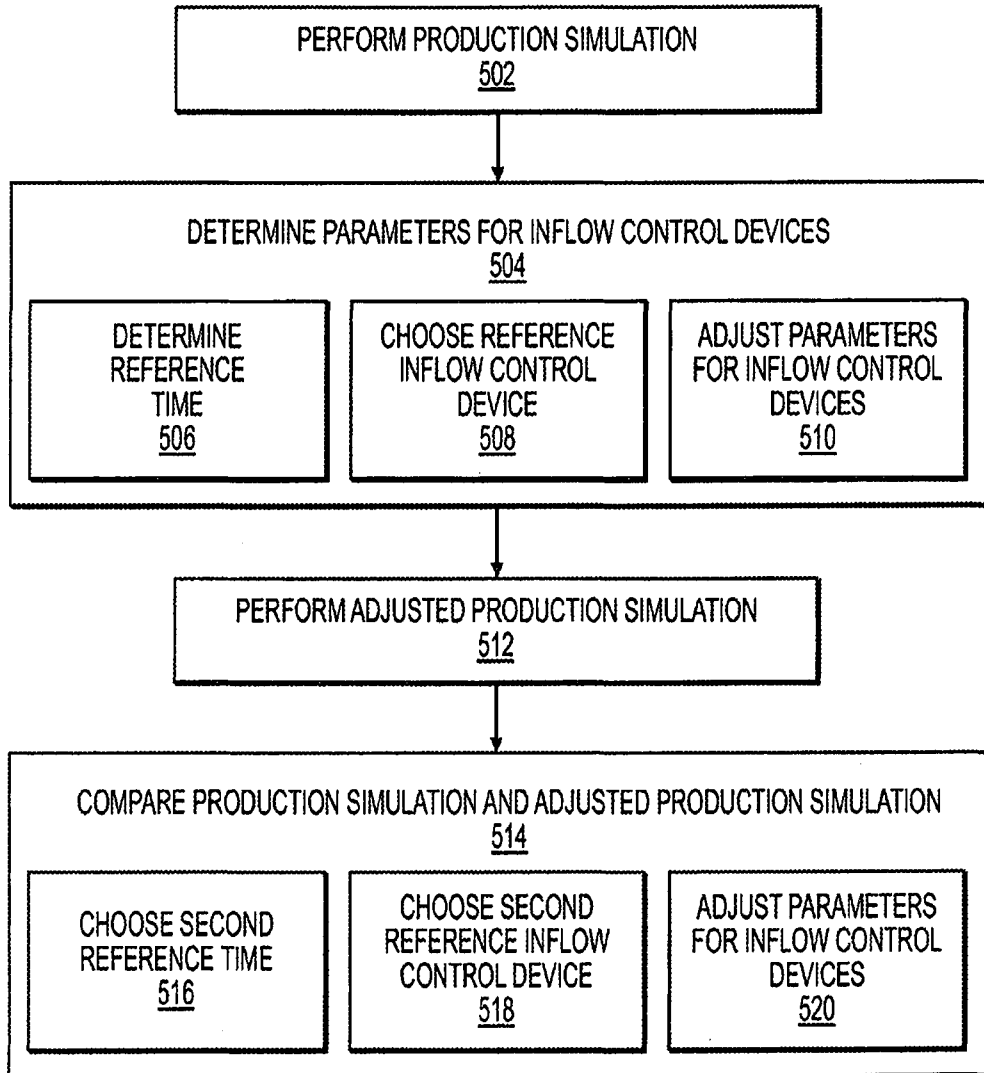 PERFORM PRODUCTION SIMULATION
502
DETERMINE PARAMETERS FOR INFLOW CONTROL DEVICES
504
DETERMINE
REFERENCE
TIME
506
CHOOSE REFERENCE
INFLOW CONTROL
DEVICE
508
ADJUST PARAMETERS
FOR INFLOW CONTROL
DEVICES
510
PERFORM ADJUSTED PRODUCTION SIMULATION
512
COMPARE PRODUCTION SIMULATION AND ADJUSTED PRODUCTION SIMULATION
514
CHOOSE SECOND
REFERENCE TIME
516
CHOOSE SECOND
REFERENCE INFLOW
CONTROL DEVICE
518
ADJUST PARAMETERS
FOR INFLOW CONTROL
DEVICES
520